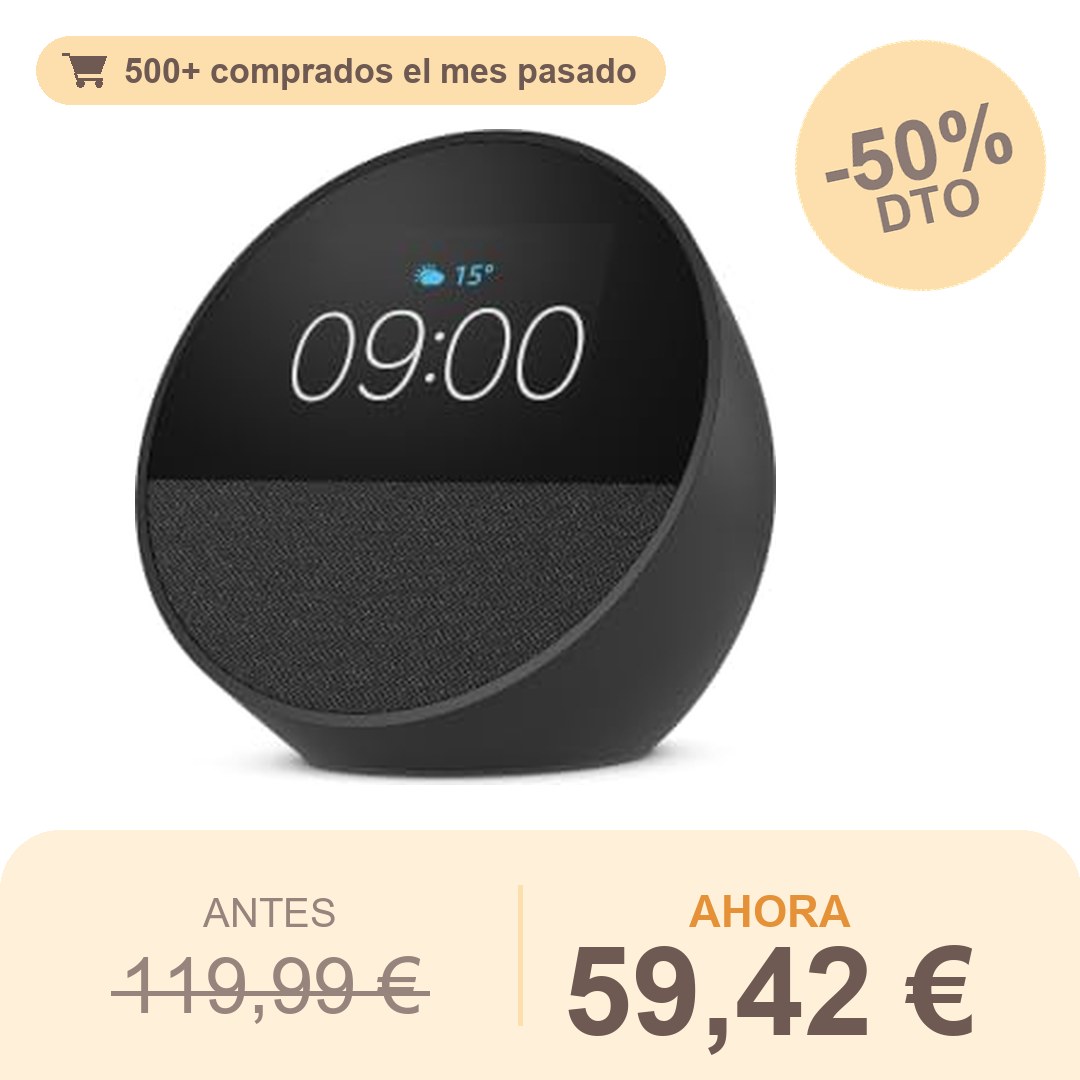 500+ comprados el mes pasado
-50%
DTO
15°
09:00
ANTES
119,99 €
AHORA
59,42 €